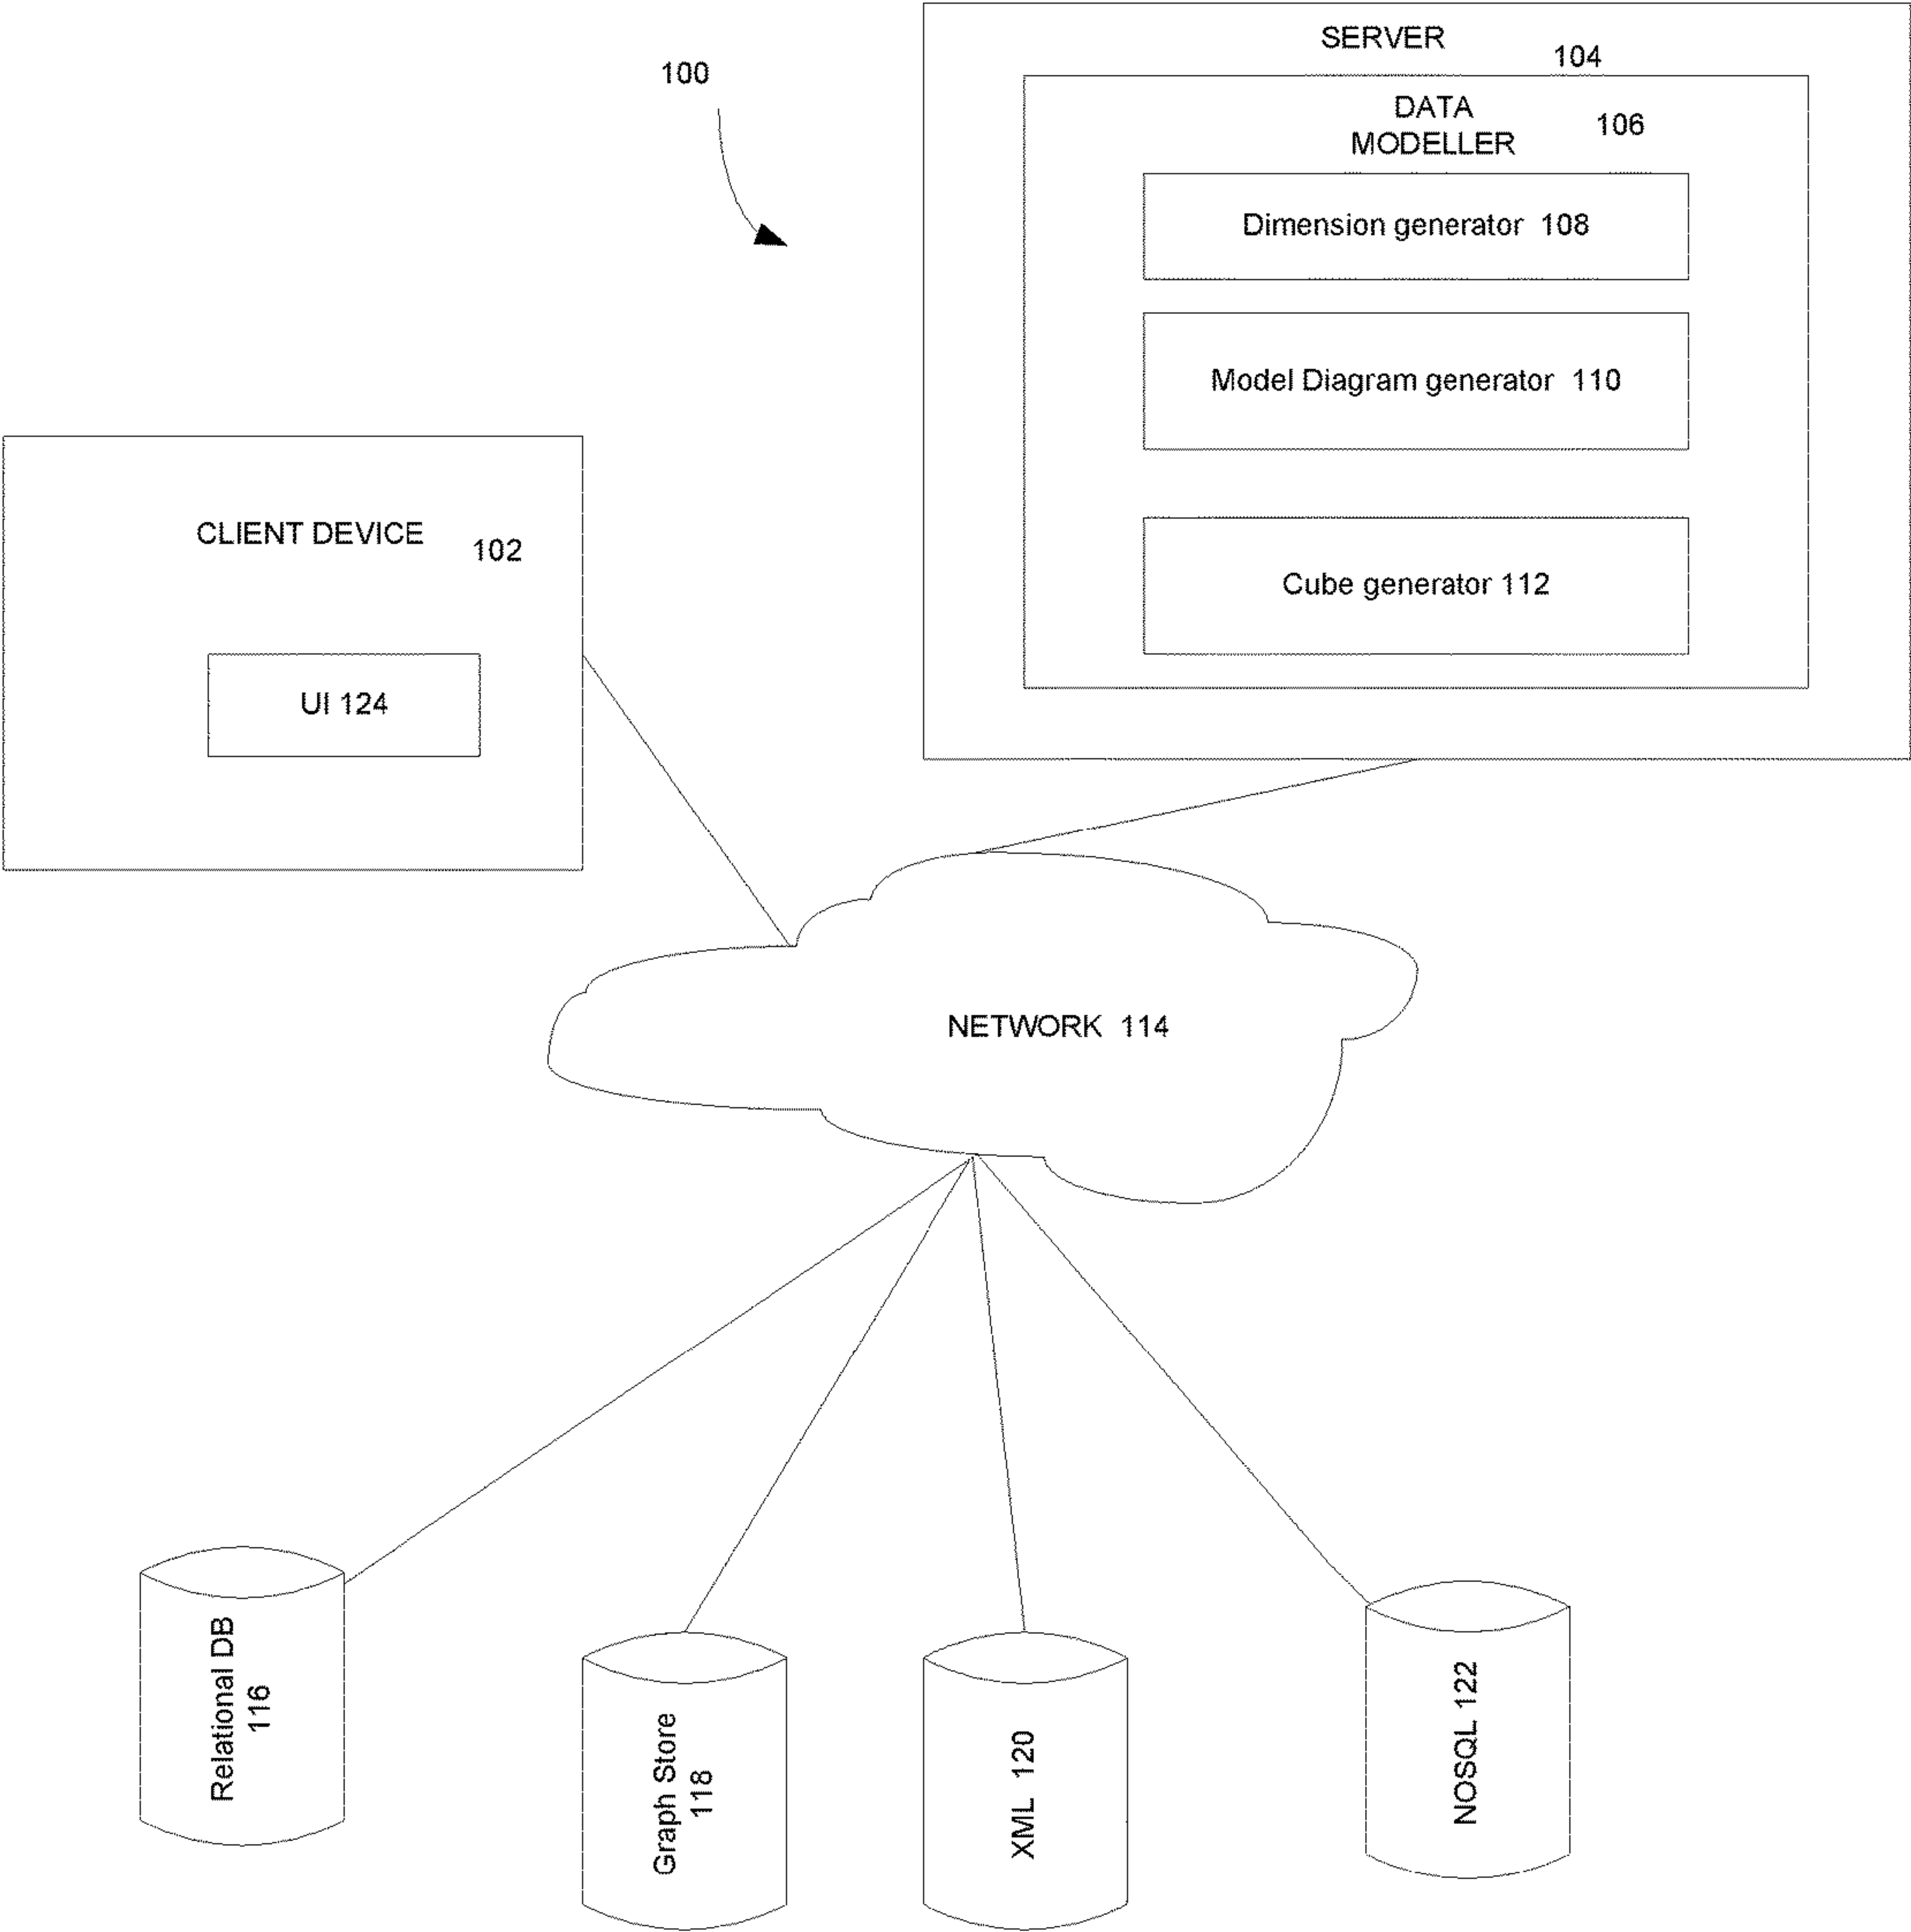 100
SERVER
104
DATA
MODELLER
106
Dimension generator 108
Model Diagram generator 110
Cube generator 112
CLIENT DEVICE
102
UI 124
NETWORK 114
Relational DB
116
Graph Store
118
XML 120
NOSQL 122